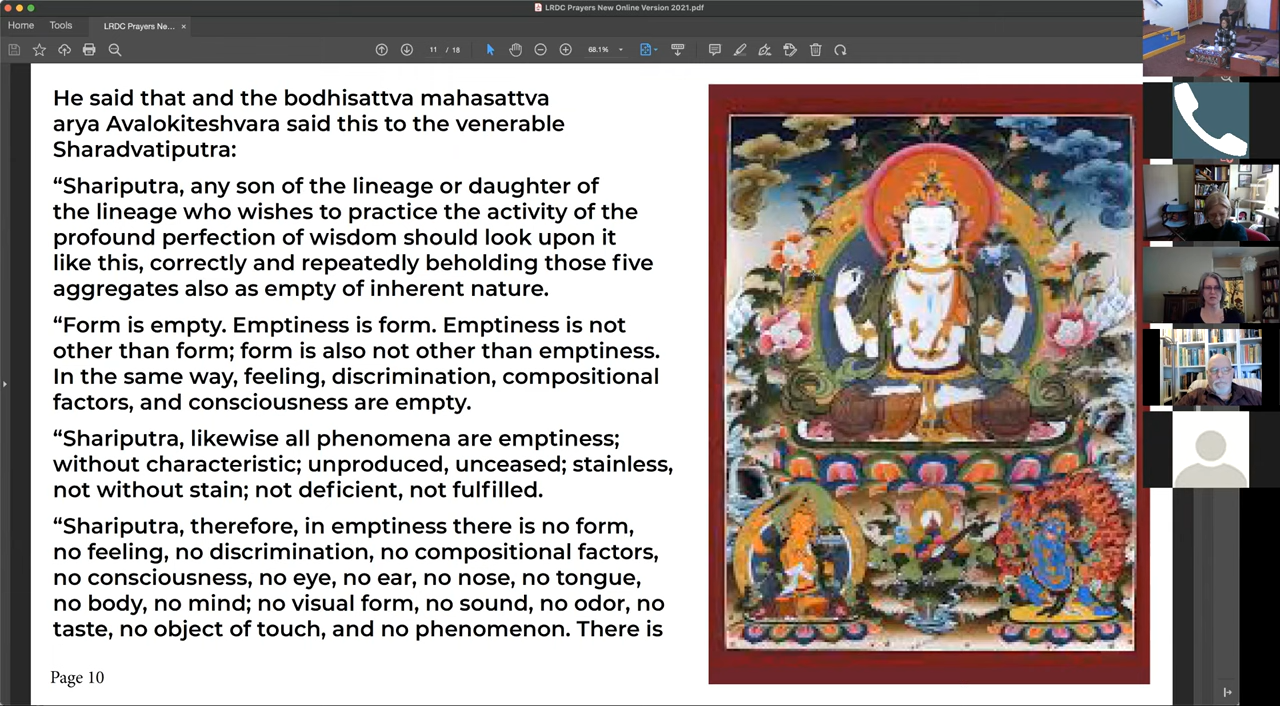 LRDC Prayers New Online Version 2021.pdf
Home Tools LRDC Prayers Ne... ×
11 / 18 68.1%
He said that and the bodhisattva mahasattva
arya Avalokiteshvara said this to the venerable
Sharadvatiputra:
“Shariputra, any son of the lineage or daughter of
the lineage who wishes to practice the activity of the
profound perfection of wisdom should look upon it
like this, correctly and repeatedly beholding those five
aggregates also as empty of inherent nature.
“Form is empty. Emptiness is form. Emptiness is not
other than form; form is also not other than emptiness.
In the same way, feeling, discrimination, compositional
factors, and consciousness are empty.
“Shariputra, likewise all phenomena are emptiness;
without characteristic; unproduced, unceased; stainless,
not without stain; not deficient, not fulfilled.
“Shariputra, therefore, in emptiness there is no form,
no feeling, no discrimination, no compositional factors,
no consciousness, no eye, no ear, no nose, no tongue,
no body, no mind; no visual form, no sound, no odor, no
taste, no object of touch, and no phenomenon. There is
Page 10